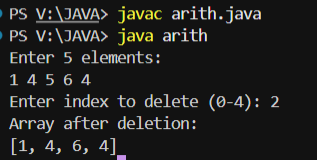 PS V:\JAVA> javac arith.java
PS V:\JAVA> java arith
Enter 5 elements:
1 4 5 6 4
Enter index to delete (0-4): 2
Array after deletion:
[1, 4, 6, 4]